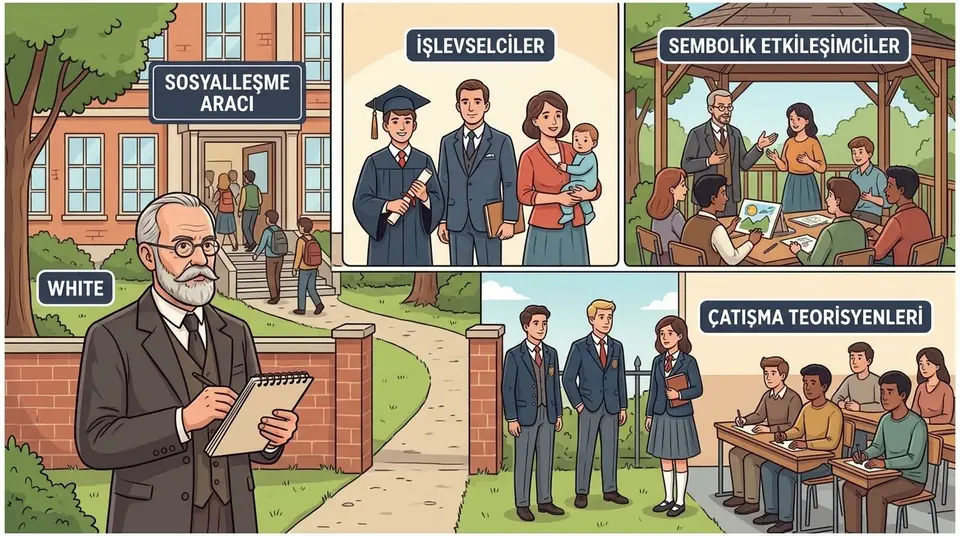 SOSYALLEŞME
ARACI
İŞLEVSELCİLER
SEMBOLİK ETKİLEŞİMCİLER
WHITE
ÇATIŞMA TEORİSYENLERİ